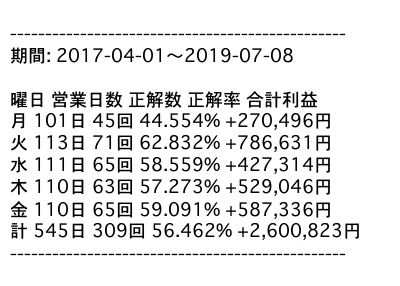 ------------------------------------------------
期間: 2017-04-01〜2019-07-08
曜日 営業日数 正解数 正解率 合計利益
月 101日 45回 44.554% +270,496円
火 113日 71回 62.832% +786,631円
水 111日 65回 58.559% +427,314円
木 110日 63回 57.273% +529,046円
金 110日 65回 59.091% +587,336円
計 545日 309回 56.462% +2,600,823円
------------------------------------------------